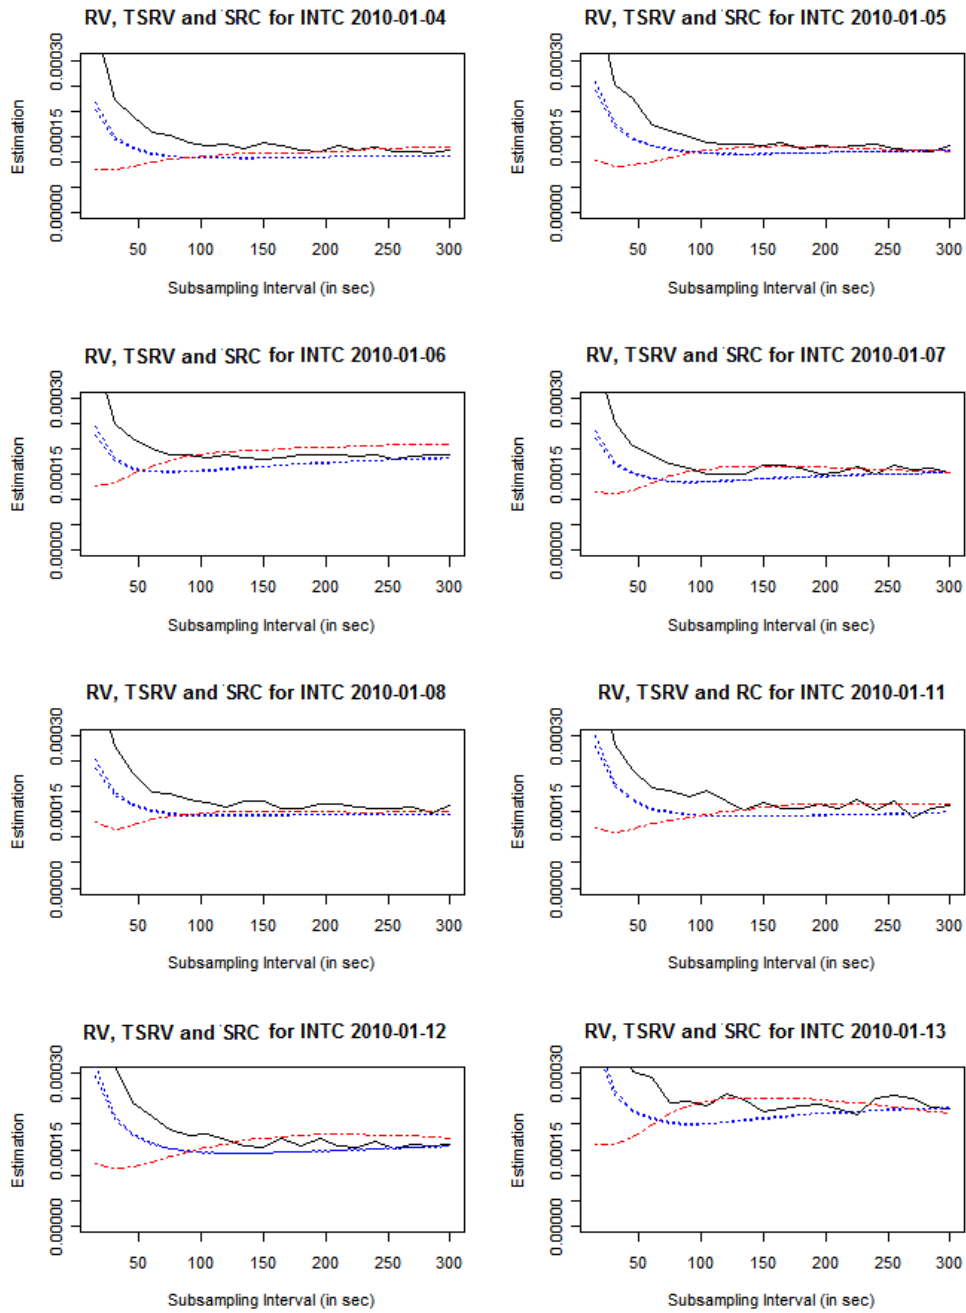 RV, TSRV and SRC for INTC 2010-01-04
Estimation
0.00000 0.00015 0.00030
50 100 150 200 250 300
Subsampling Interval (in sec)
RV, TSRV and SRC for INTC 2010-01-05
Estimation
0.00000 0.00015 0.00030
50 100 150 200 250 300
Subsampling Interval (in sec)
RV, TSRV and SRC for INTC 2010-01-06
Estimation
0.00000 0.00015 0.00030
50 100 150 200 250 300
Subsampling Interval (in sec)
RV, TSRV and SRC for INTC 2010-01-07
Estimation
0.00000 0.00015 0.00030
50 100 150 200 250 300
Subsampling Interval (in sec)
RV, TSRV and SRC for INTC 2010-01-08
Estimation
0.00000 0.00015 0.00030
50 100 150 200 250 300
Subsampling Interval (in sec)
RV, TSRV and RC for INTC 2010-01-11
Estimation
0.00000 0.00015 0.00030
50 100 150 200 250 300
Subsampling Interval (in sec)
RV, TSRV and SRC for INTC 2010-01-12
Estimation
0.00000 0.00015 0.00030
50 100 150 200 250 300
Subsampling Interval (in sec)
RV, TSRV and SRC for INTC 2010-01-13
Estimation
0.00000 0.00015 0.00030
50 100 150 200 250 300
Subsampling Interval (in sec)